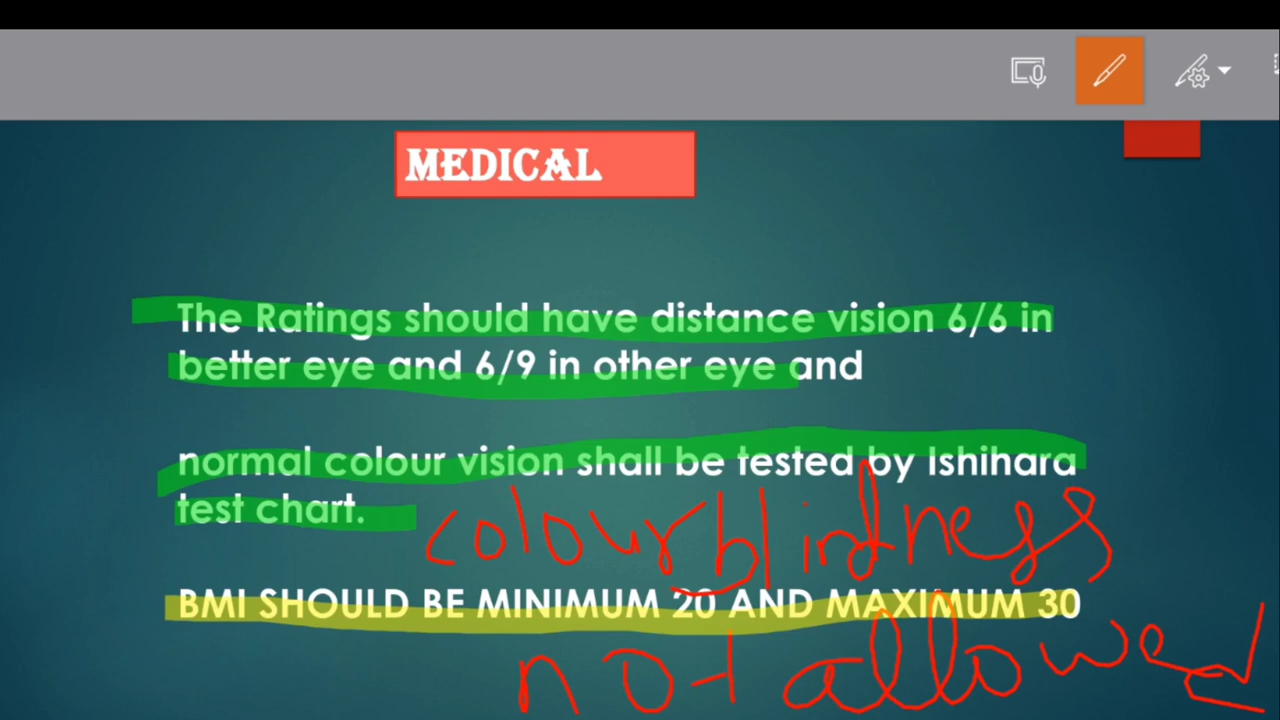 MEDICAL
The Ratings should have distance vision 6/6 in
better eye and 6/9 in other eye and
normal colour vision shall be tested by Ishihara
test chart.
colourblindness
BMI SHOULD BE MINIMUM 20 AND MAXIMUM 30
not allowed